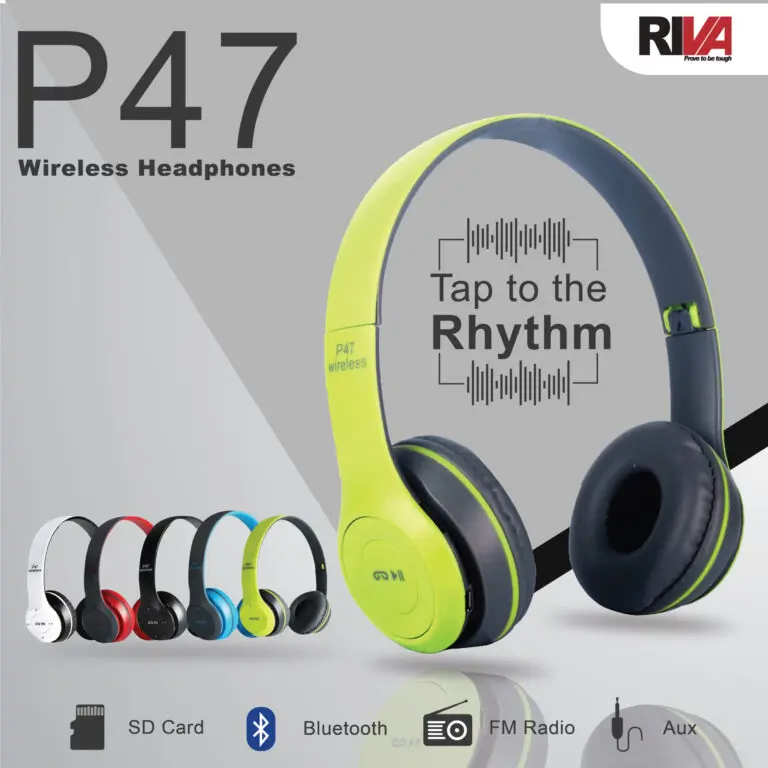 P47
Wireless Headphones
RIVA
Prove to be tough
Tap to the
Rhythm
P47
wireless
P47
SD Card
Bluetooth
FM Radio
Aux